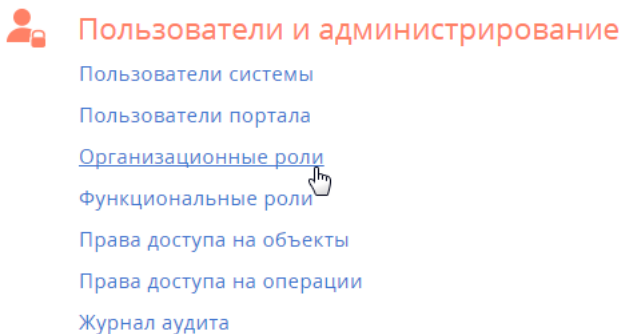 Пользователи и администрирование
Пользователи системы
Пользователи портала
Организационные роли
Функциональные роли
Права доступа на объекты
Права доступа на операции
Журнал аудита